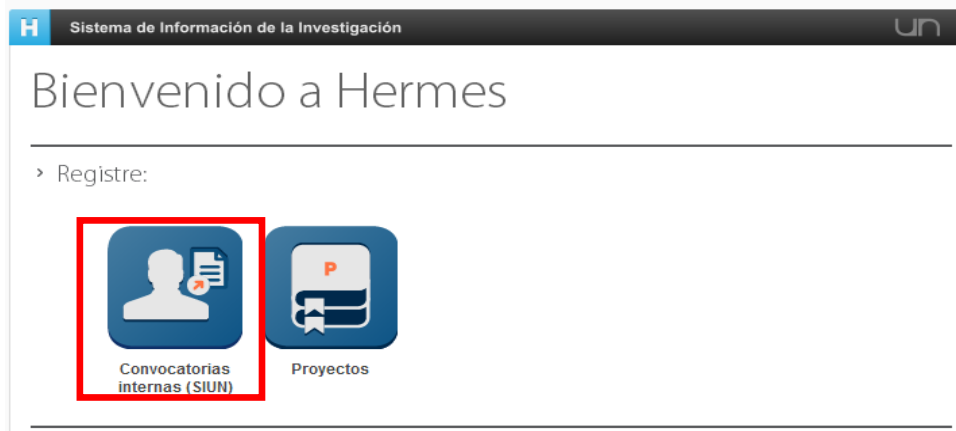 H Sistema de Información de la Investigación un
Bienvenido a Hermes
› Registre:
P
Convocatorias
internas (SIUN)
Proyectos